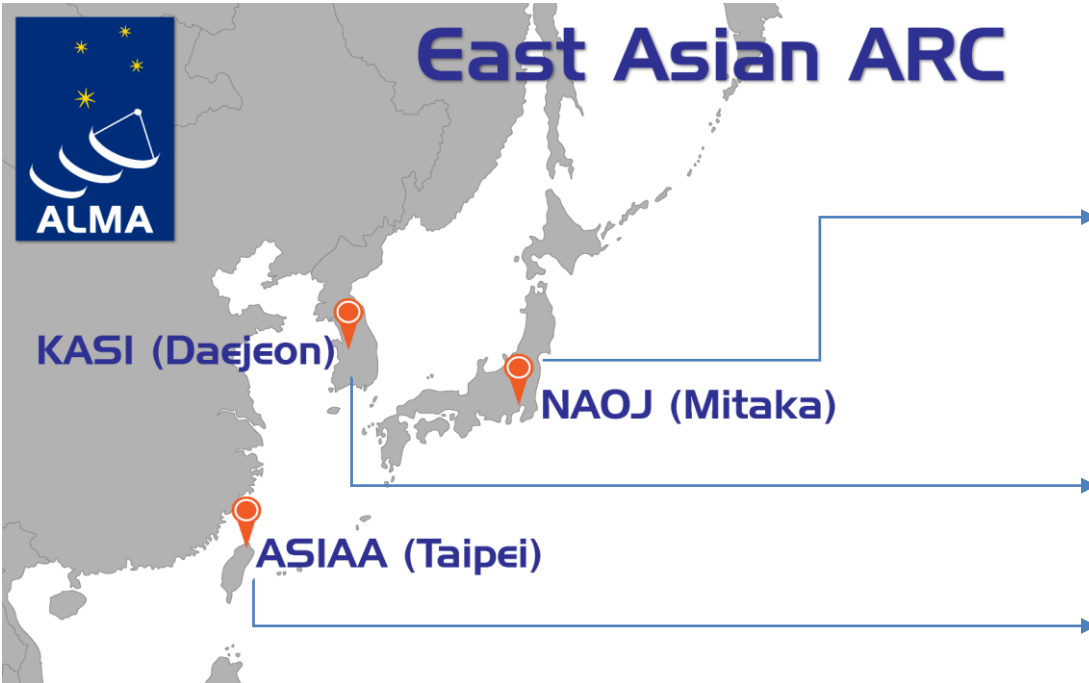 East Asian ARC
ALMA
KASI (Daejeon)
NAOJ (Mitaka)
ASIAA (Taipei)